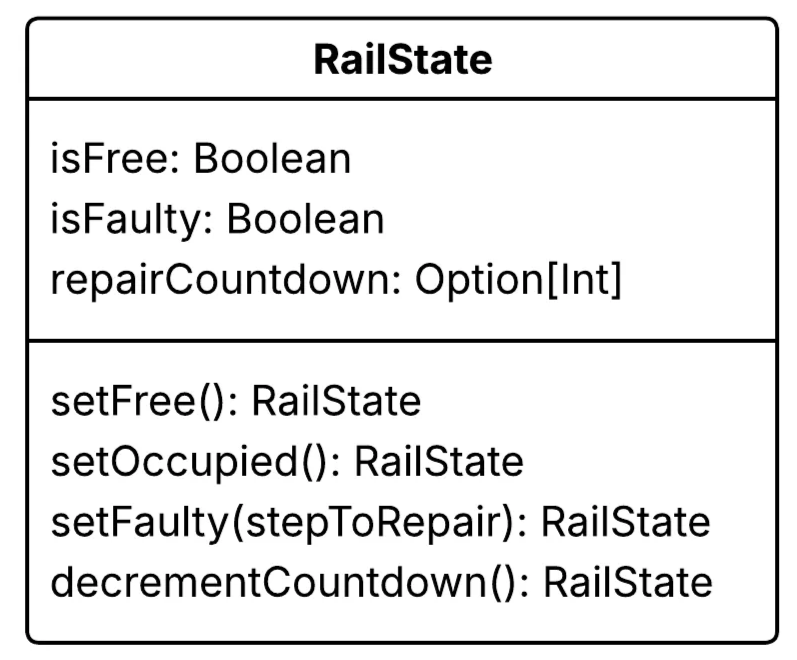 RailState
isFree: Boolean
isFaulty: Boolean
repairCountdown: Option[Int]
setFree(): RailState
setOccupied(): RailState
setFaulty(stepToRepair): RailState
decrementCountdown(): RailState